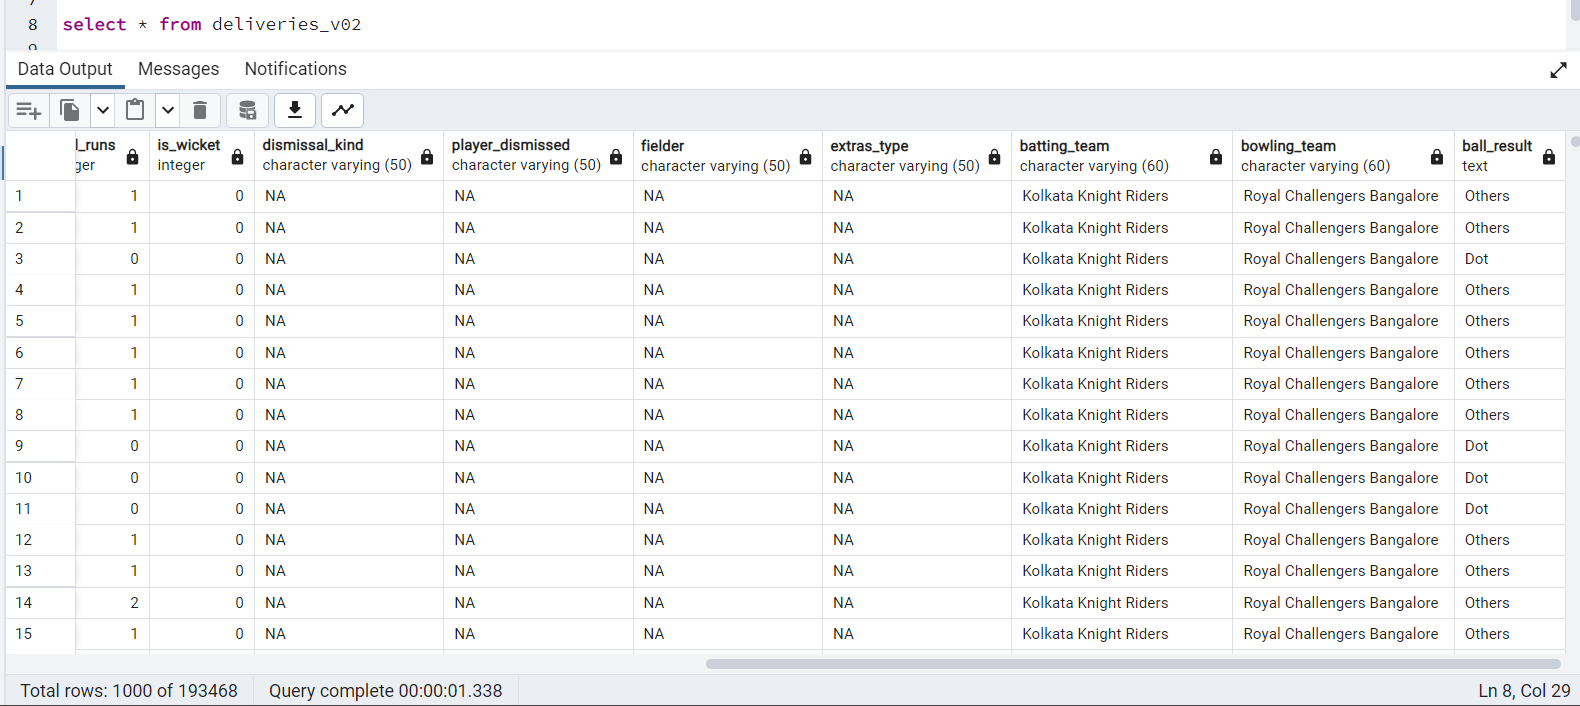 8 select * from deliveries_v02
Data Output Messages Notifications
l_runs is_wicket dismissal_kind player_dismissed fielder extras_type batting_team bowling_team ball_result
ger integer character varying (50) character varying (50) character varying (50) character varying (50) character varying (60) character varying (60) text
1 1 0 NA NA NA NA Kolkata Knight Riders Royal Challengers Bangalore Others
2 1 0 NA NA NA NA Kolkata Knight Riders Royal Challengers Bangalore Others
3 0 0 NA NA NA NA Kolkata Knight Riders Royal Challengers Bangalore Dot
4 1 0 NA NA NA NA Kolkata Knight Riders Royal Challengers Bangalore Others
5 1 0 NA NA NA NA Kolkata Knight Riders Royal Challengers Bangalore Others
6 1 0 NA NA NA NA Kolkata Knight Riders Royal Challengers Bangalore Others
7 1 0 NA NA NA NA Kolkata Knight Riders Royal Challengers Bangalore Others
8 1 0 NA NA NA NA Kolkata Knight Riders Royal Challengers Bangalore Others
9 0 0 NA NA NA NA Kolkata Knight Riders Royal Challengers Bangalore Dot
10 0 0 NA NA NA NA Kolkata Knight Riders Royal Challengers Bangalore Dot
11 0 0 NA NA NA NA Kolkata Knight Riders Royal Challengers Bangalore Dot
12 1 0 NA NA NA NA Kolkata Knight Riders Royal Challengers Bangalore Others
13 1 0 NA NA NA NA Kolkata Knight Riders Royal Challengers Bangalore Others
14 2 0 NA NA NA NA Kolkata Knight Riders Royal Challengers Bangalore Others
15 1 0 NA NA NA NA Kolkata Knight Riders Royal Challengers Bangalore Others
Total rows: 1000 of 193468 Query complete 00:00:01.338 Ln 8, Col 29